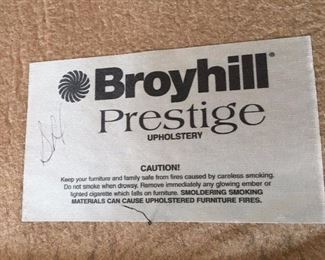 Broyhill®
Prestige
UPHOLSTERY
CAUTION!
Keep your furniture and family safe from fires caused by careless smoking.
Do not smoke when drowsy. Remove immediately any glowing ember or
lighted cigarette which falls on furniture. SMOLDERING SMOKING
MATERIALS CAN CAUSE UPHOLSTERED FURNITURE FIRES.